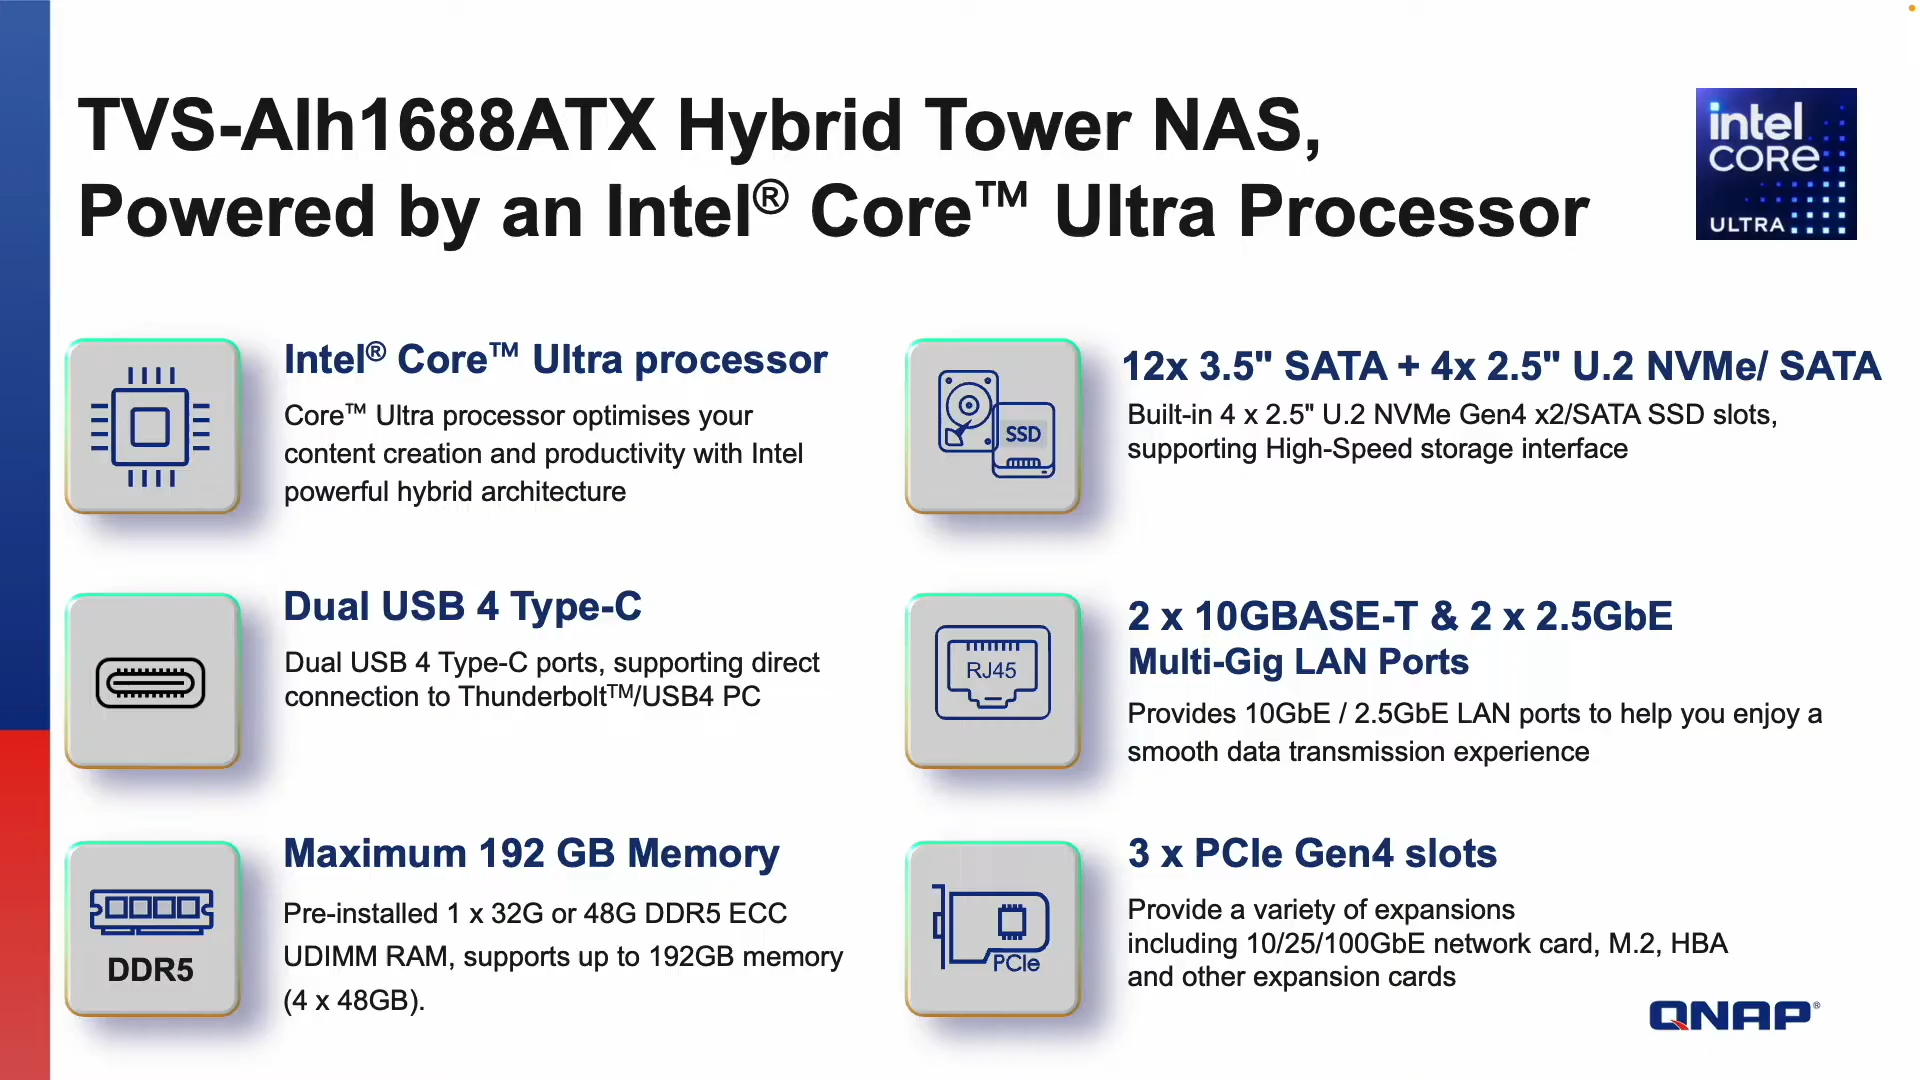 TVS-AIh1688ATX Hybrid Tower NAS,
Powered by an Intel® Core™ Ultra Processor
intel
CORE
ULTRA
Intel® Core™ Ultra processor
Core™ Ultra processor optimises your
content creation and productivity with Intel
powerful hybrid architecture
SSD
12x 3.5" SATA + 4x 2.5" U.2 NVMe/ SATA
Built-in 4 x 2.5" U.2 NVMe Gen4 x2/SATA SSD slots,
supporting High-Speed storage interface
Dual USB 4 Type-C
Dual USB 4 Type-C ports, supporting direct
connection to Thunderbolt™/USB4 PC
RJ45
2 x 10GBASE-T & 2 x 2.5GbE
Multi-Gig LAN Ports
Provides 10GbE / 2.5GbE LAN ports to help you enjoy a
smooth data transmission experience
DDR5
Maximum 192 GB Memory
Pre-installed 1 x 32G or 48G DDR5 ECC
UDIMM RAM, supports up to 192GB memory
(4 x 48GB).
PCIe
3 x PCIe Gen4 slots
Provide a variety of expansions
including 10/25/100GbE network card, M.2, HBA
and other expansion cards
QNAP®